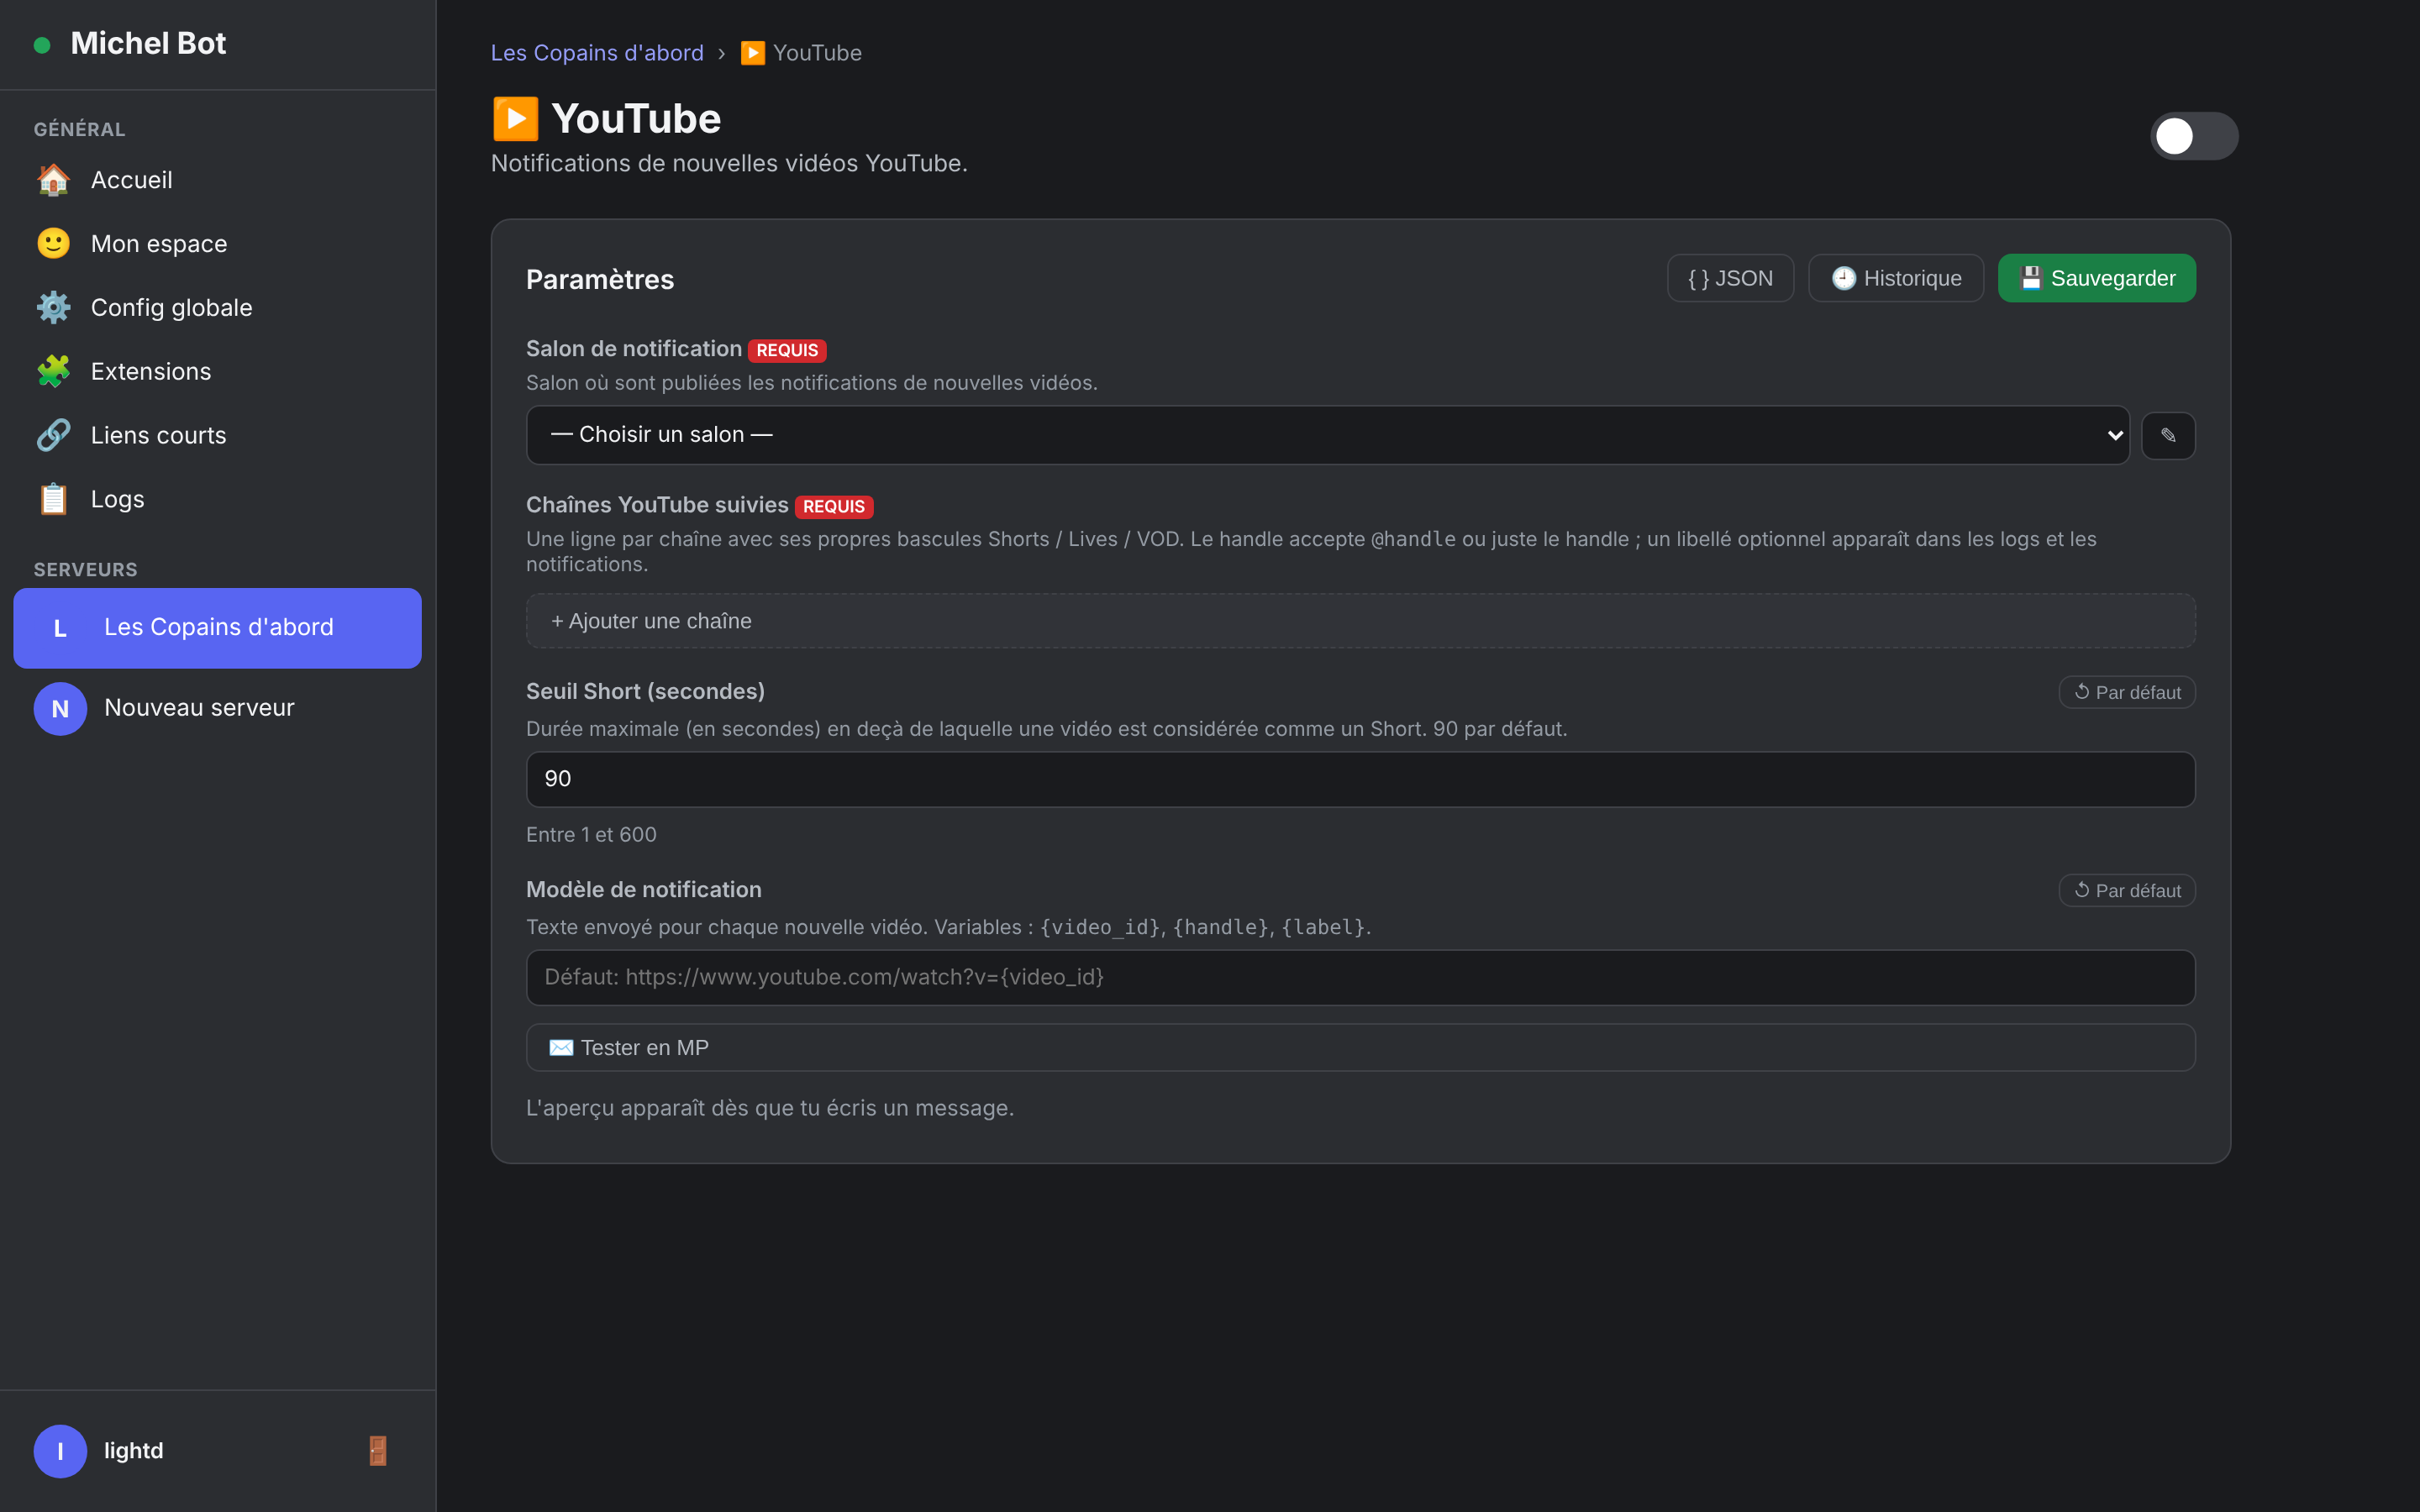 Michel Bot
GÉNÉRAL
Accueil
Mon espace
Config globale
Extensions
Liens courts
Logs
SERVEURS
L Les Copains d'abord
N Nouveau serveur
l lightd
Les Copains d'abord › YouTube
YouTube
Notifications de nouvelles vidéos YouTube.
Paramètres
{ } JSON
Historique
Sauvegarder
Salon de notification REQUIS
Salon où sont publiées les notifications de nouvelles vidéos.
— Choisir un salon —
Chaînes YouTube suivies REQUIS
Une ligne par chaîne avec ses propres bascules Shorts / Lives / VOD. Le handle accepte @handle ou juste le handle ; un libellé optionnel apparaît dans les logs et les
notifications.
+ Ajouter une chaîne
Seuil Short (secondes)
Par défaut
Durée maximale (en secondes) en deçà de laquelle une vidéo est considérée comme un Short. 90 par défaut.
90
Entre 1 et 600
Modèle de notification
Par défaut
Texte envoyé pour chaque nouvelle vidéo. Variables : {video_id}, {handle}, {label}.
Défaut: https://www.youtube.com/watch?v={video_id}
Tester en MP
L'aperçu apparaît dès que tu écris un message.